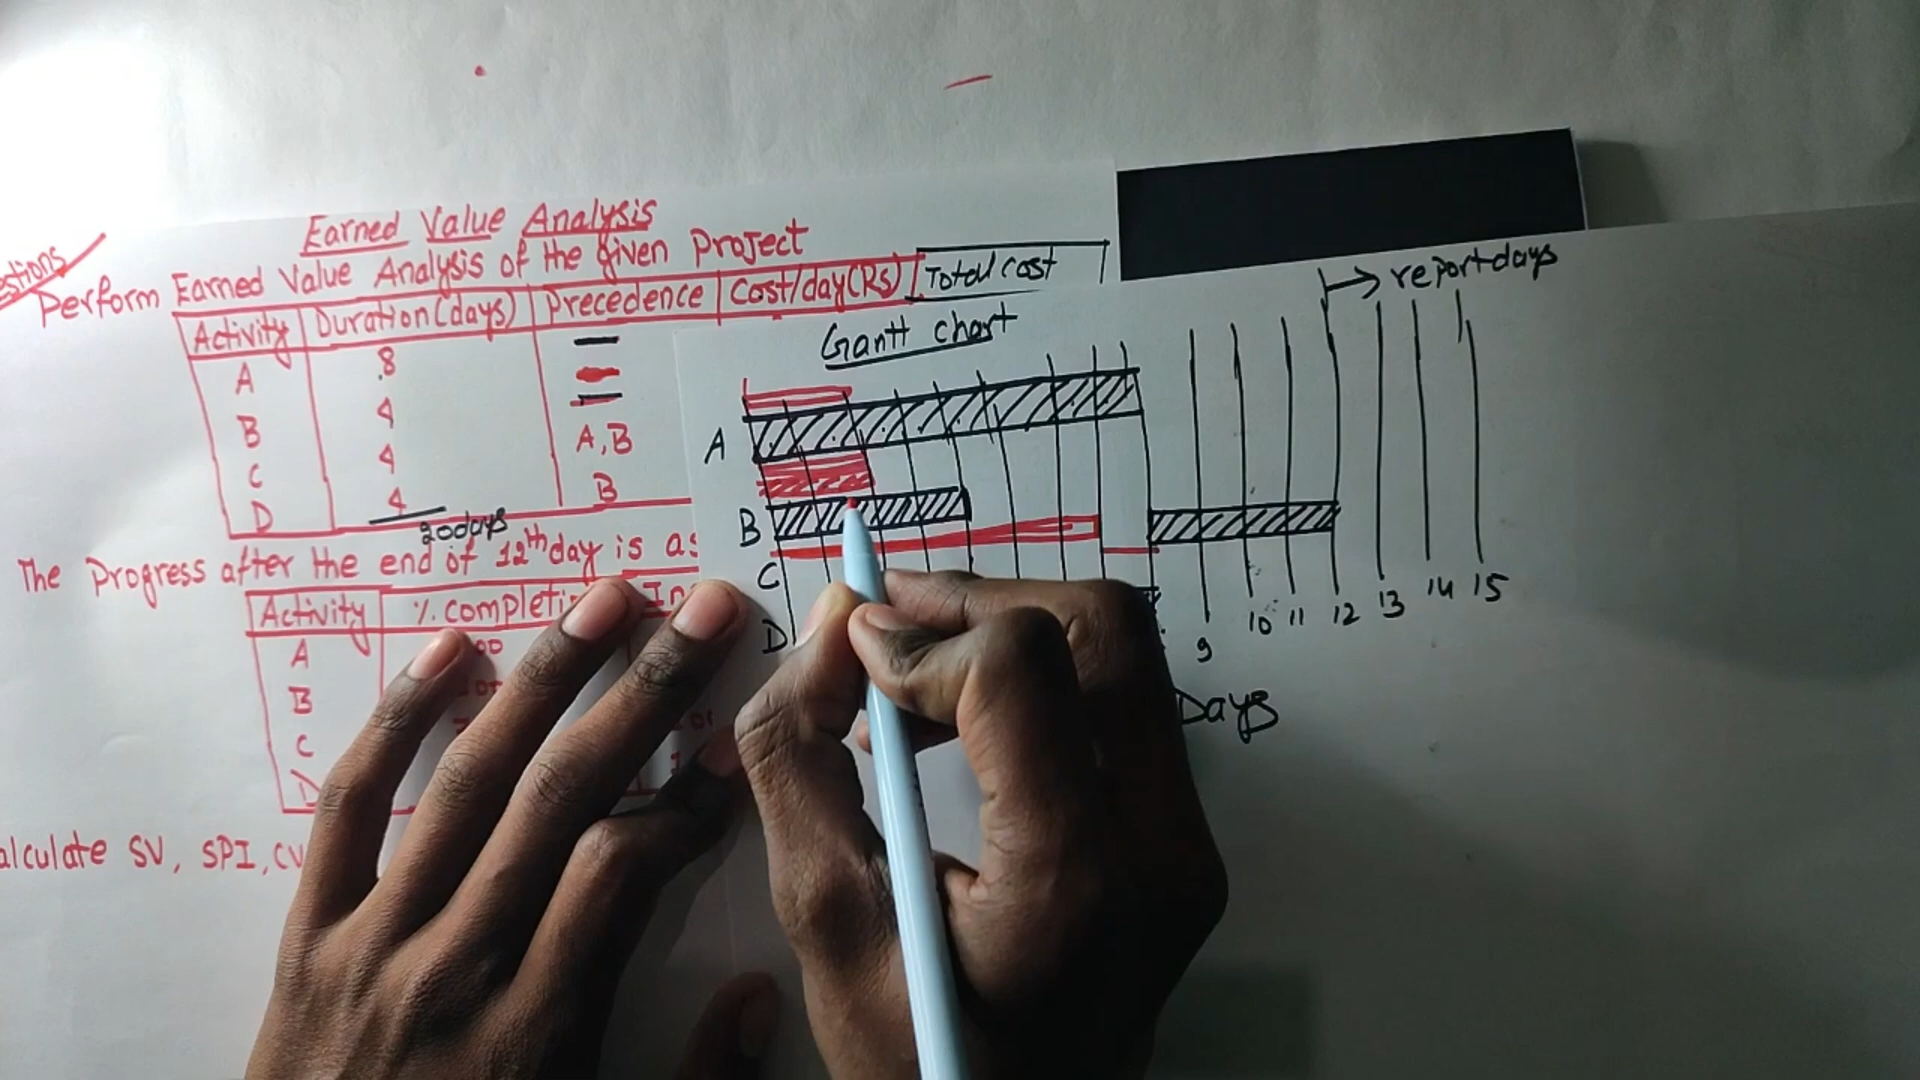 Earned Value Analysis
Perform Earned Value Analysis of the given Project
Activity Duration(days) Precedence Cost/day(Rs) Total cost
A 8 —
B 4 —
C 4 A,B
D 4 B
20days
The Progress after the end of 12th day is as
Activity %. completi In
A 00
B
C
D
alculate SV, SPI, CV
Gantt chart
report days
A
B
C
D
9 10 11 12 13 14 15
Days